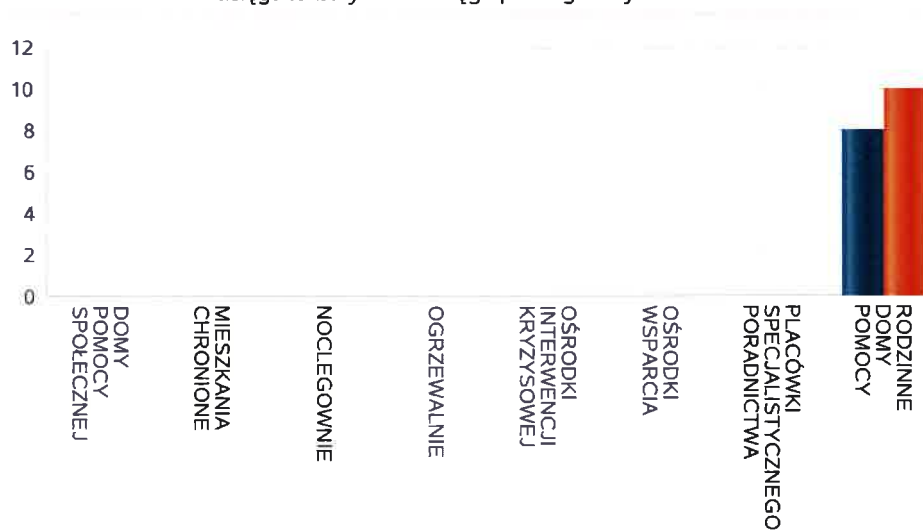 12
10
8
6
4
2
0
DOMY
POMOCY
SPOŁECZNEJ
MIESZKANIA
CHRONIONE
NOCLEGOWNIE
OGRZEWALNIE
OŚRODKI
INTERWENCJI
KRYZYSOWEJ
OŚRODKI
WSPARCIA
PLACÓWKI
SPECJALISTYCZNEGO
PORADNICTWA
RODZINNE
DOMY
POMOCY